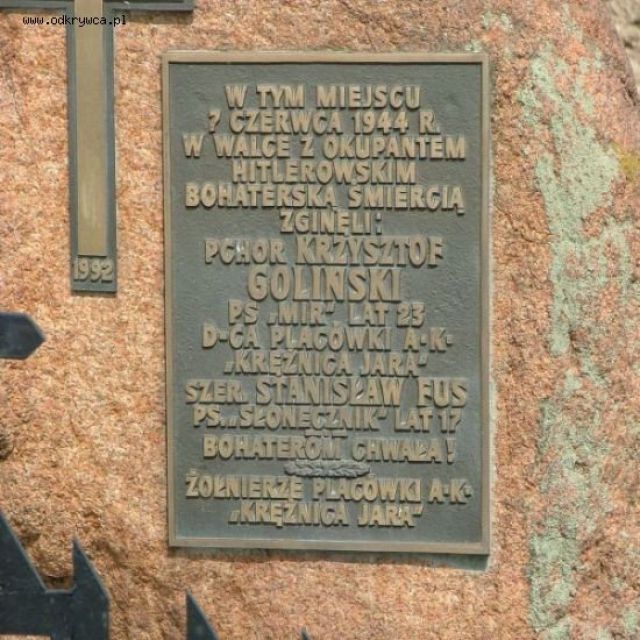 www.odkrywca.pl
W TYM MIEJSCU
7 CZERWCA 1944 R.
W WALCE Z OKUPANTEM
HITLEROWSKIM
BOHATERSKĄ ŚMIERCIĄ
ZGINĘLI:
PCHOR KRZYSZTOF
GOLIŃSKI
PS „MIR" LAT 23
D-CA PLACÓWKI A-K-
„KRĘŻNICA JARA"
SZER. STANISŁAW FUS
PS. „SŁONECZNIK" LAT 17
BOHATEROM CHWAŁA!
ŻOŁNIERZE PLACÓWKI A-K-
„KRĘŻNICA JARA"
1992